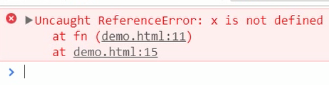 ▶Uncaught ReferenceError: x is not defined
at fn (demo.html:11)
at demo.html:15
>